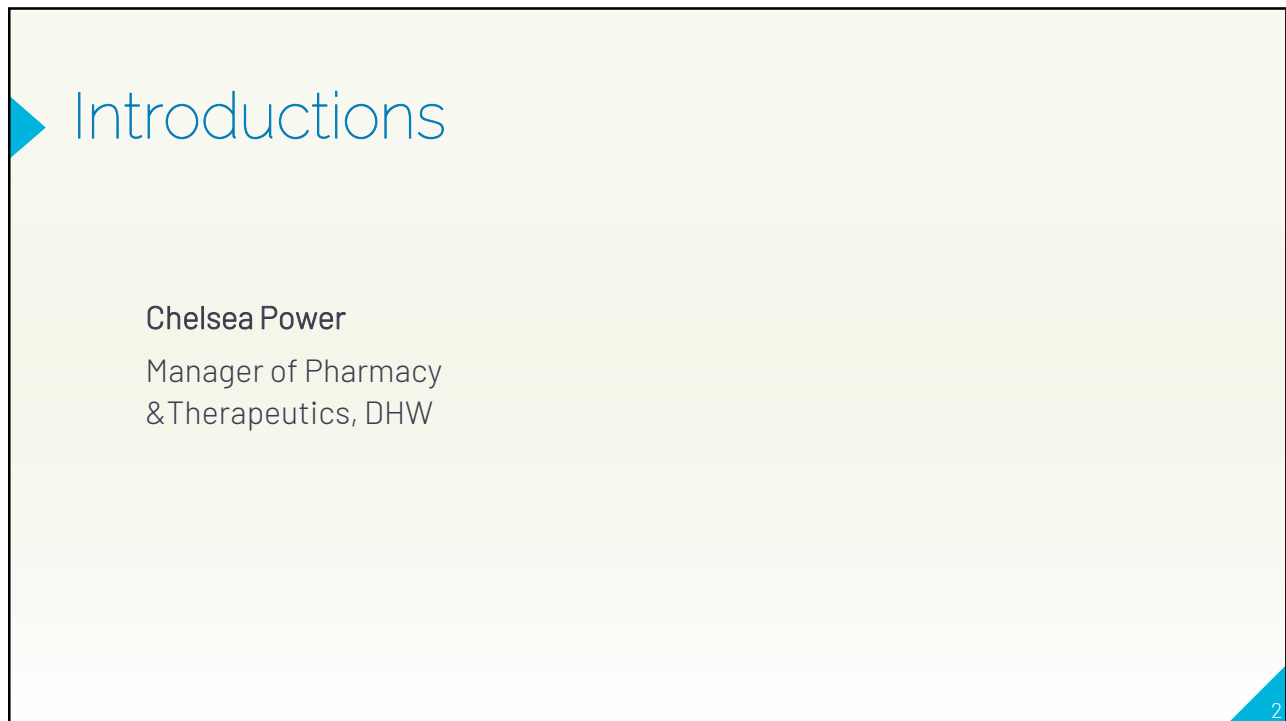 Introductions
Chelsea Power
Manager of Pharmacy
&Therapeutics, DHW
2